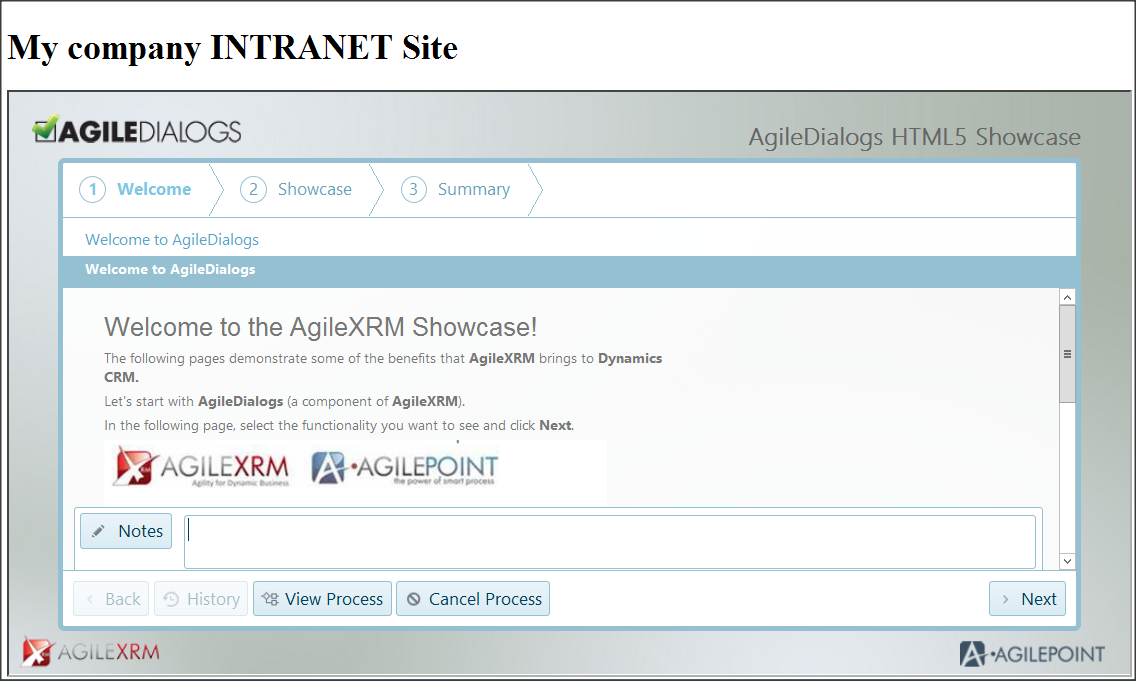 My company INTRANET Site
AGILEDIALOGS
AgileDialogs HTML5 Showcase
1 Welcome 2 Showcase 3 Summary
Welcome to AgileDialogs
Welcome to AgileDialogs
Welcome to the AgileXRM Showcase!
The following pages demonstrate some of the benefits that AgileXRM brings to Dynamics
CRM.
Let's start with AgileDialogs (a component of AgileXRM).
In the following page, select the functionality you want to see and click Next.
AGILEXRM AGILEPOINT
Agility for Dynamic Business the power of smart process
Notes
Back History View Process Cancel Process Next
AGILEXRM AGILEPOINT